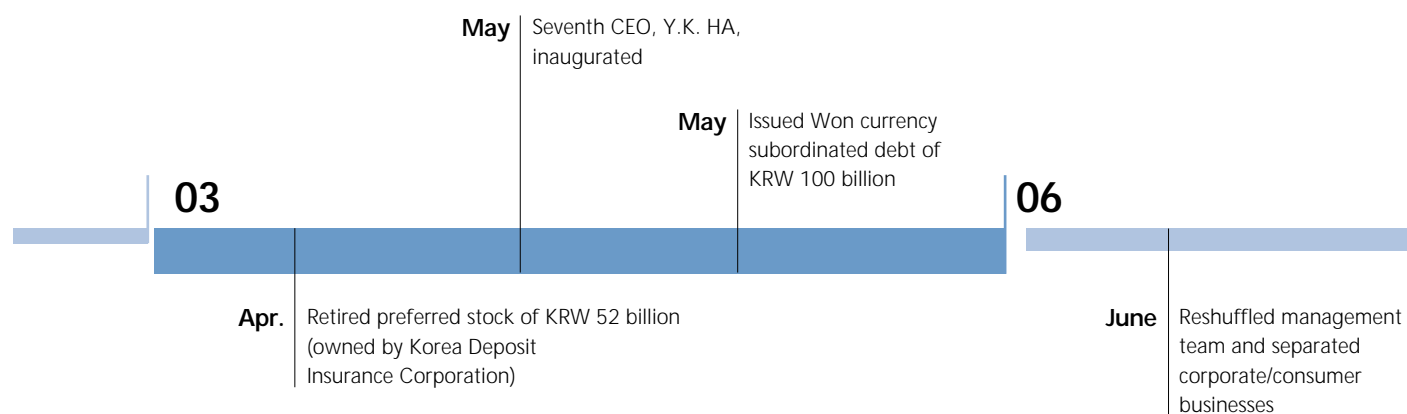 May
Seventh CEO, Y.K. HA,
inaugurated
May
Issued Won currency
subordinated debt of
KRW 100 billion
03
06
Apr.
Retired preferred stock of KRW 52 billion
(owned by Korea Deposit
Insurance Corporation)
June
Reshuffled management
team and separated
corporate/consumer
businesses